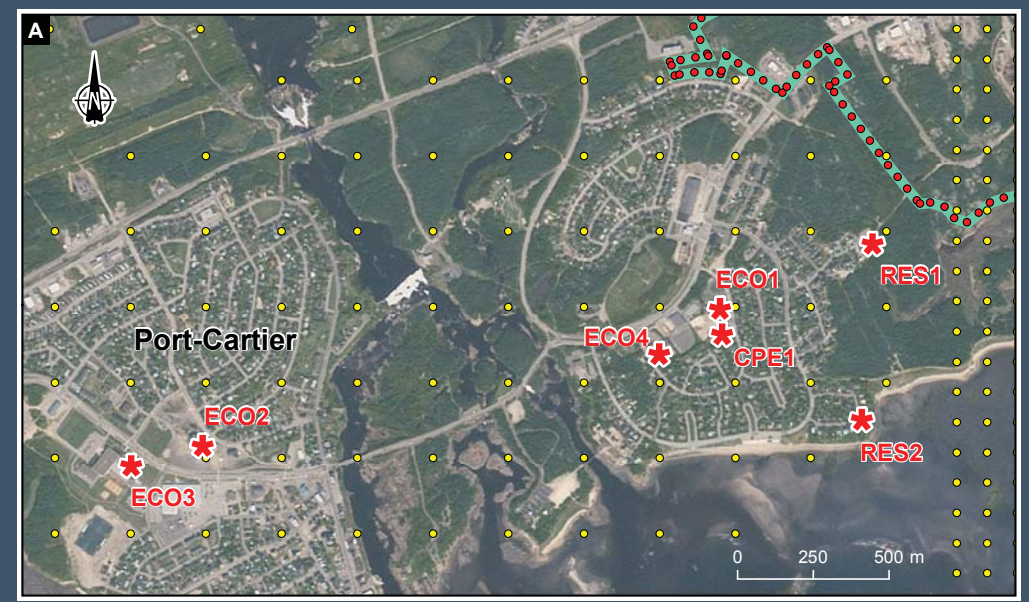 A
N
RES1
ECO1
ECO4
CPE1
Port-Cartier
ECO2
RES2
ECO3
0 250 500 m